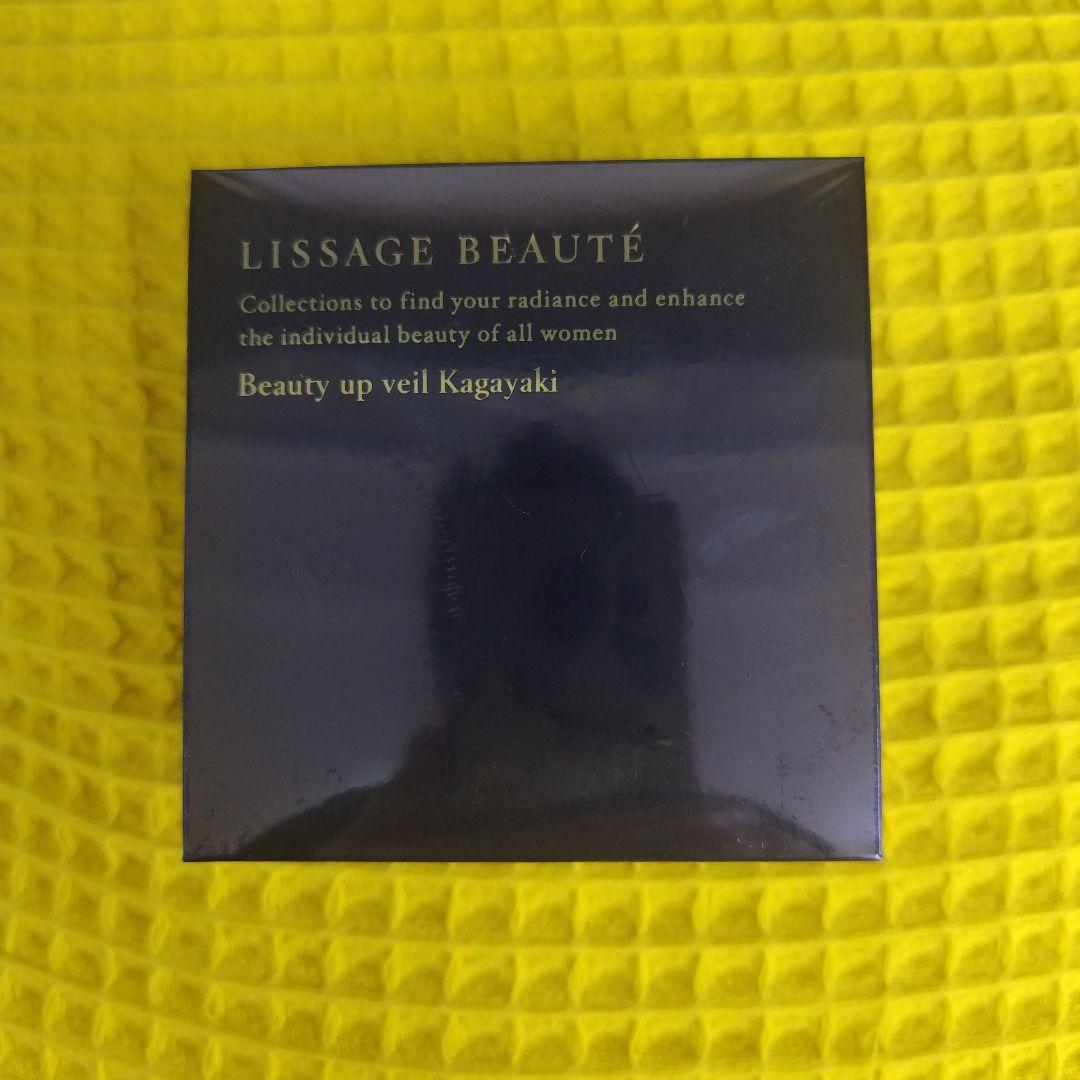 LISSAGE BEAUTÉ
Collections to find your radiance and enhance
the individual beauty of all women
Beauty up veil Kagayaki